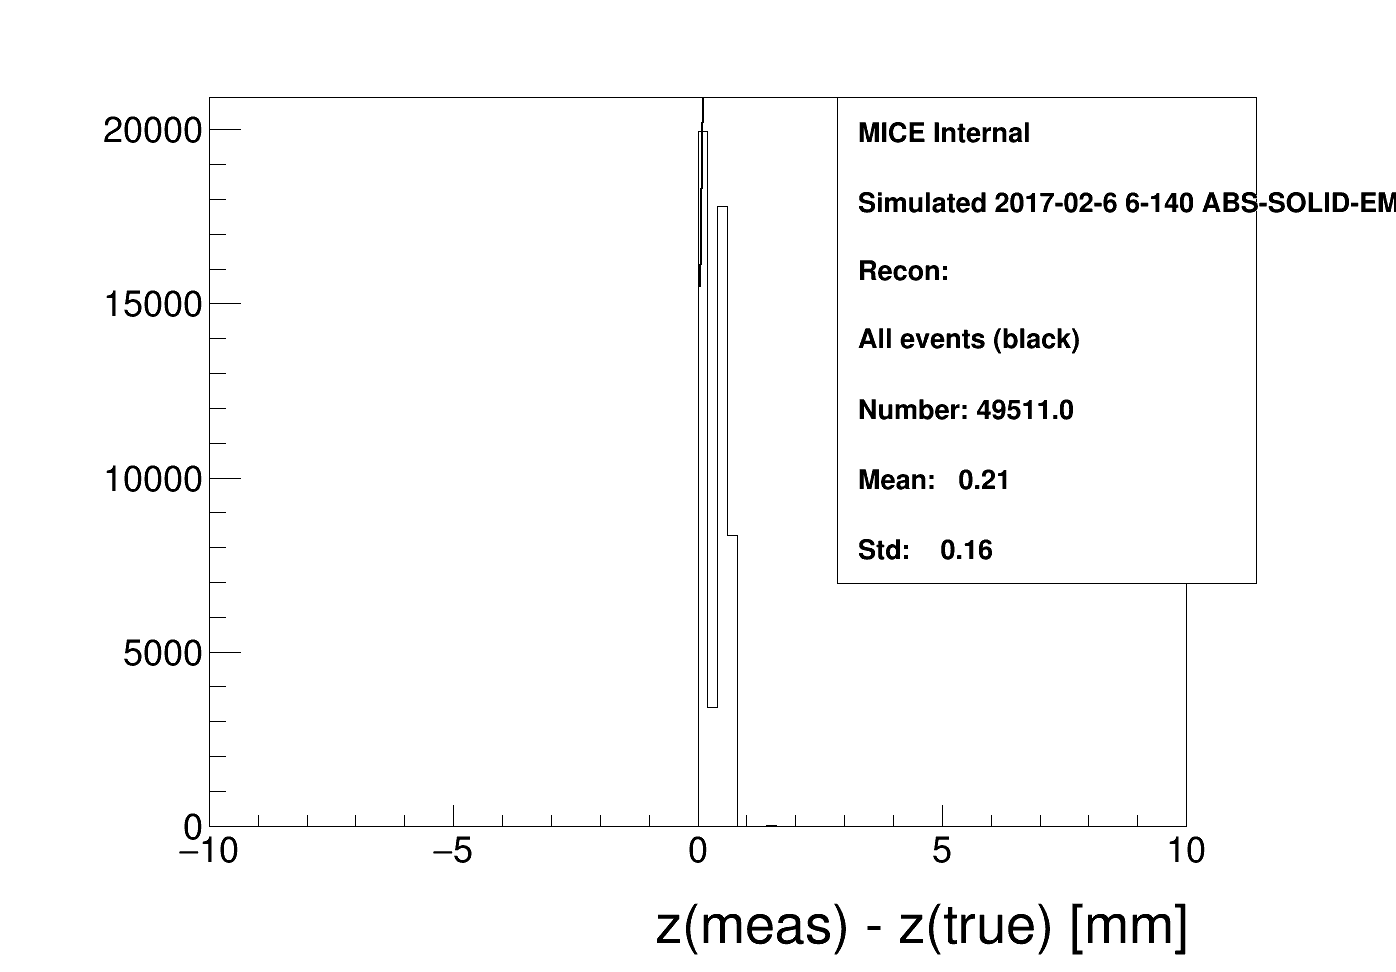 20000
15000
10000
5000
0
−10
−5
0
5
10
z(meas) - z(true) [mm]
MICE Internal
Simulated 2017-02-6 6-140 ABS-SOLID-EM
Recon:
All events (black)
Number: 49511.0
Mean: 0.21
Std: 0.16